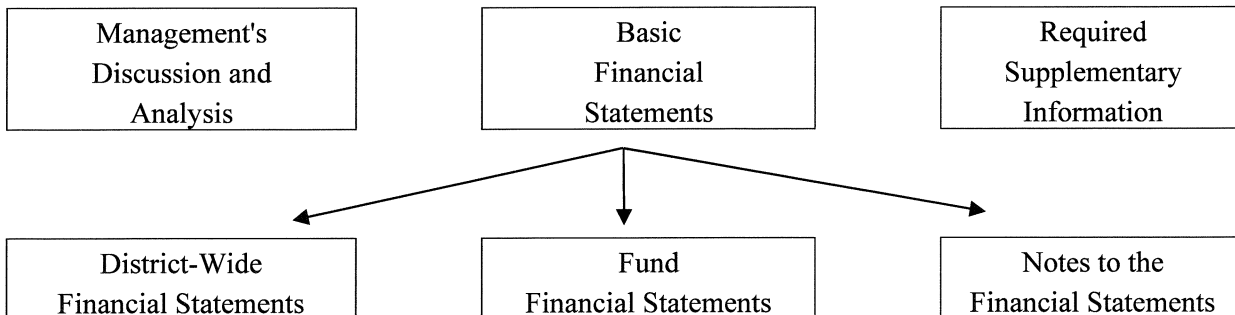 Management's
Discussion and
Analysis
Basic
Financial
Statements
Required
Supplementary
Information
District-Wide
Financial Statements
Fund
Financial Statements
Notes to the
Financial Statements